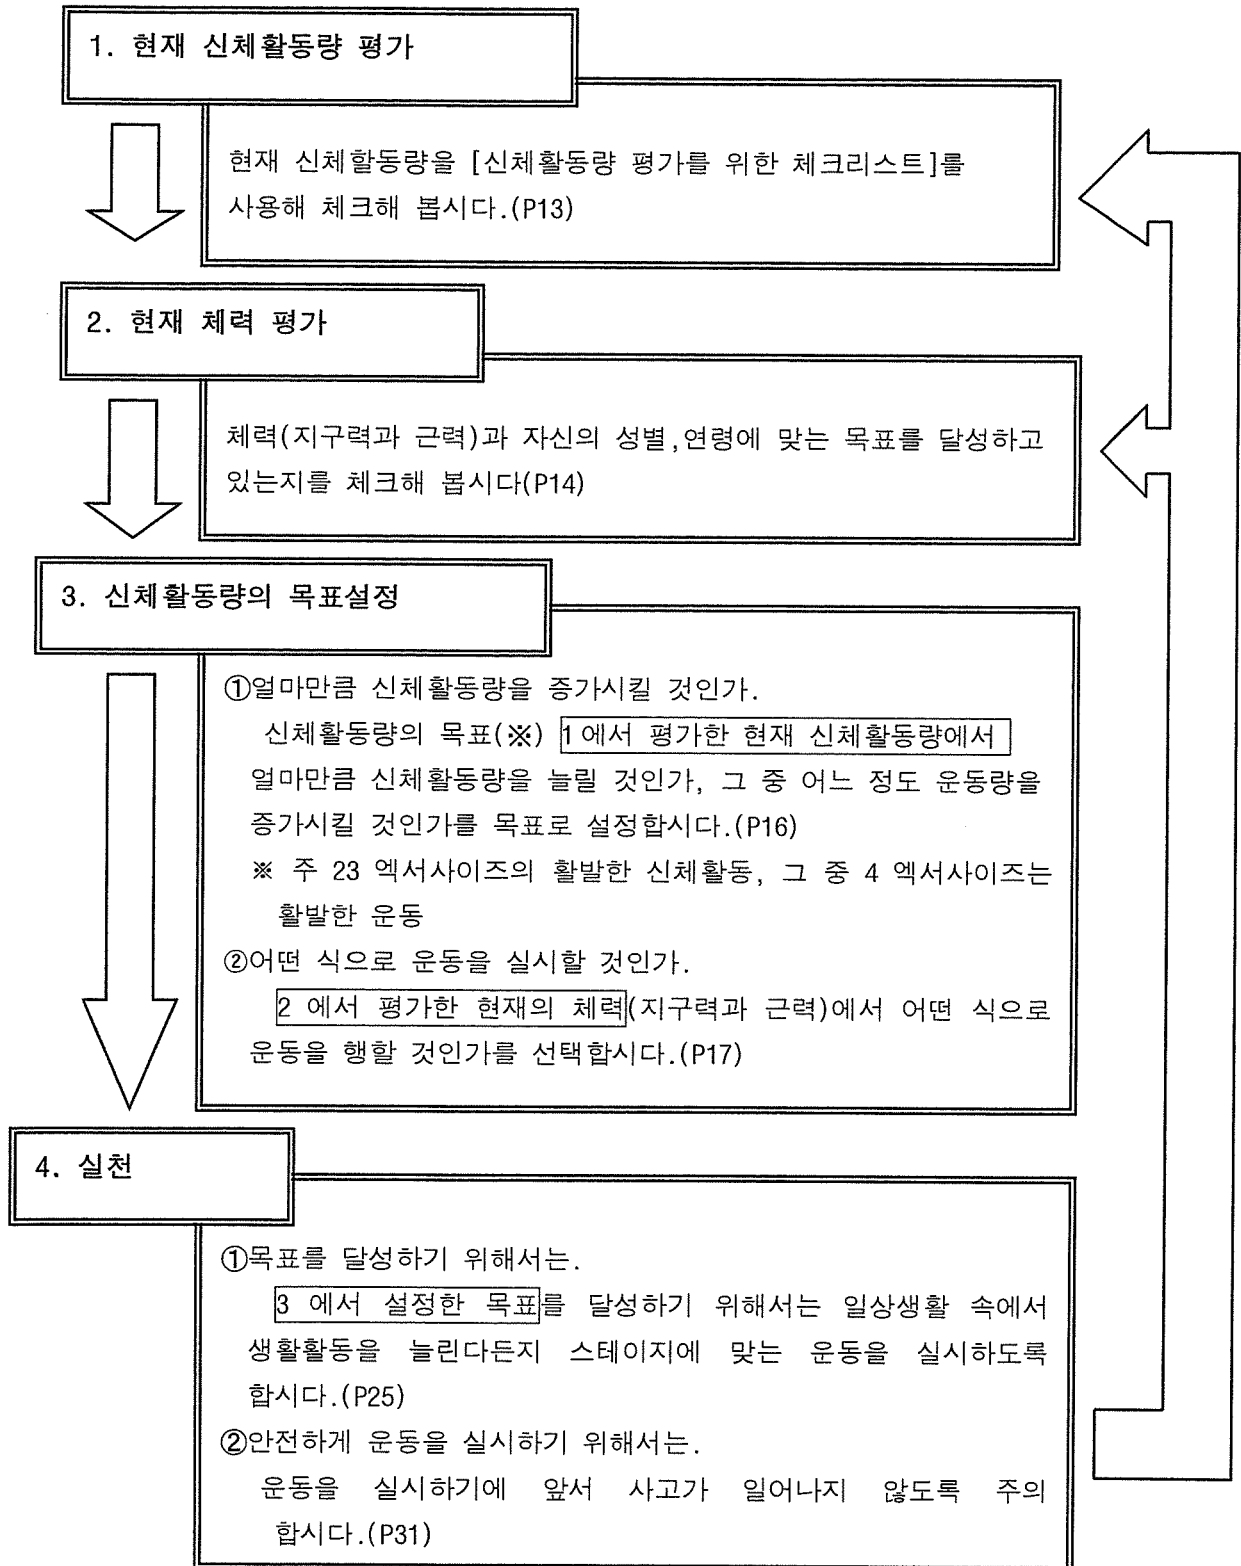 1. 현재 신체활동량 평가
현재 신체할동량을 [신체활동량 평가를 위한 체크리스트]를
사용해 체크해 봅시다.(P13)
2. 현재 체력 평가
체력(지구력과 근력)과 자신의 성별,연령에 맞는 목표를 달성하고
있는지를 체크해 봅시다(P14)
3. 신체활동량의 목표설정
①얼마만큼 신체활동량을 증가시킬 것인가.
신체활동량의 목표(※) 1에서 평가한 현재 신체활동량에서
얼마만큼 신체활동량을 늘릴 것인가, 그 중 어느 정도 운동량을
증가시킬 것인가를 목표로 설정합시다.(P16)
※ 주 23 엑서사이즈의 활발한 신체활동, 그 중 4 엑서사이즈는
활발한 운동
②어떤 식으로 운동을 실시할 것인가.
2 에서 평가한 현재의 체력(지구력과 근력)에서 어떤 식으로
운동을 행할 것인가를 선택합시다.(P17)
4. 실천
①목표를 달성하기 위해서는.
3 에서 설정한 목표를 달성하기 위해서는 일상생활 속에서
생활활동을 늘린다든지 스테이지에 맞는 운동을 실시하도록
합시다.(P25)
②안전하게 운동을 실시하기 위해서는.
운동을 실시하기에 앞서 사고가 일어나지 않도록 주의
합시다.(P31)